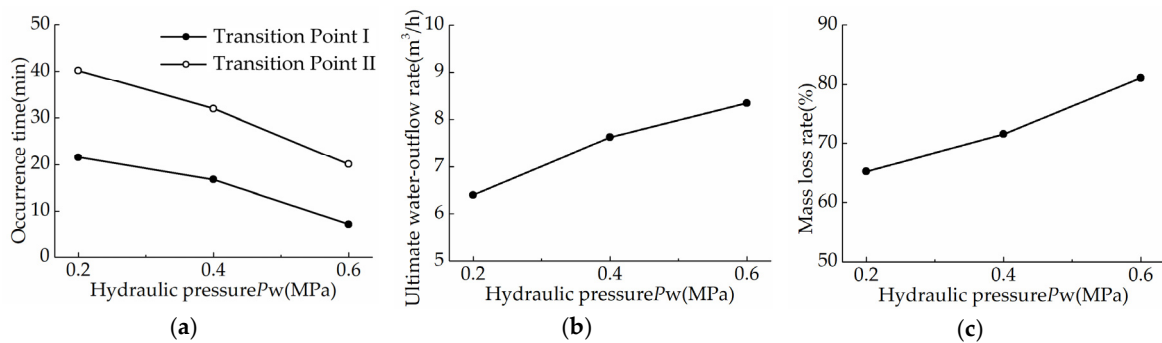 50
40
30
20
10
0
Occurrence time(min)
Transition Point I
Transition Point II
0.2 0.4 0.6
Hydraulic pressurePw(MPa)
(a)
10
9
8
7
6
5
Ultimate water-outflow rate(m³/h)
0.2 0.4 0.6
Hydraulic pressurePw(MPa)
(b)
90
80
70
60
50
Mass loss rate(%)
0.2 0.4 0.6
Hydraulic pressurePw(MPa)
(c)